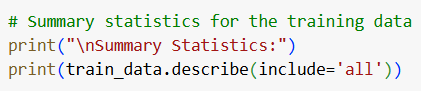 # Summary statistics for the training data
print("\nSummary Statistics:")
print(train_data.describe(include='all'))